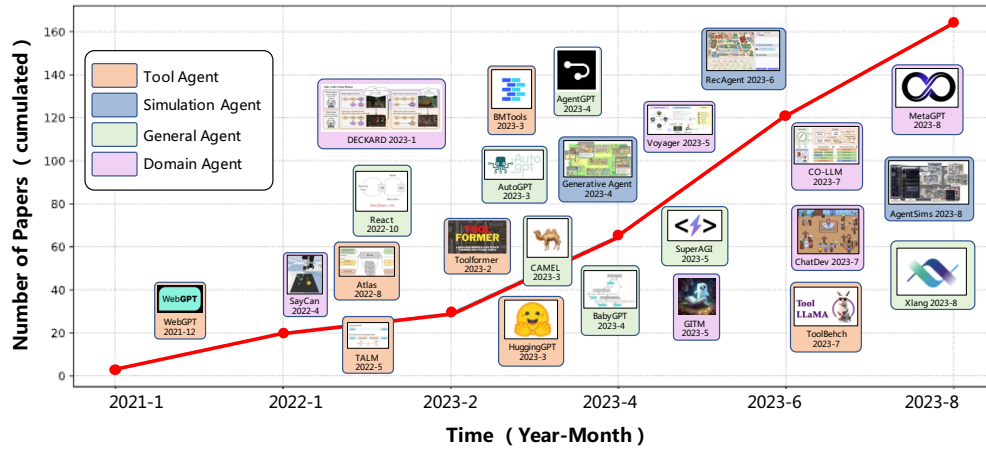 Number of Papers ( cumulated )
160
140
120
100
80
60
40
20
0
Tool Agent
Simulation Agent
General Agent
Domain Agent
WebGPT
WebGPT
2021-12
SayCan
2022-4
DECKARD 2023-1
React
2022-10
Atlas
2022-8
TALM
2022-5
BMTools
2023-3
AgentGPT
2023-4
Auto
gpt
AutoGPT
2023-3
Generative Agent
2023-4
TOOL
FORMER
Toolformer
2023-2
CAMEL
2023-3
HuggingGPT
2023-3
BabyGPT
2023-4
RecAgent 2023-6
Voyager 2023-5
SuperAGI
2023-5
GITM
2023-5
CO-LLM
2023-7
ChatDev 2023-7
Tool
LLaMA
ToolBehch
2023-7
MetaGPT
2023-8
AgentSims 2023-8
Xlang 2023-8
2021-1
2022-1
2023-2
2023-4
2023-6
2023-8
Time ( Year-Month )